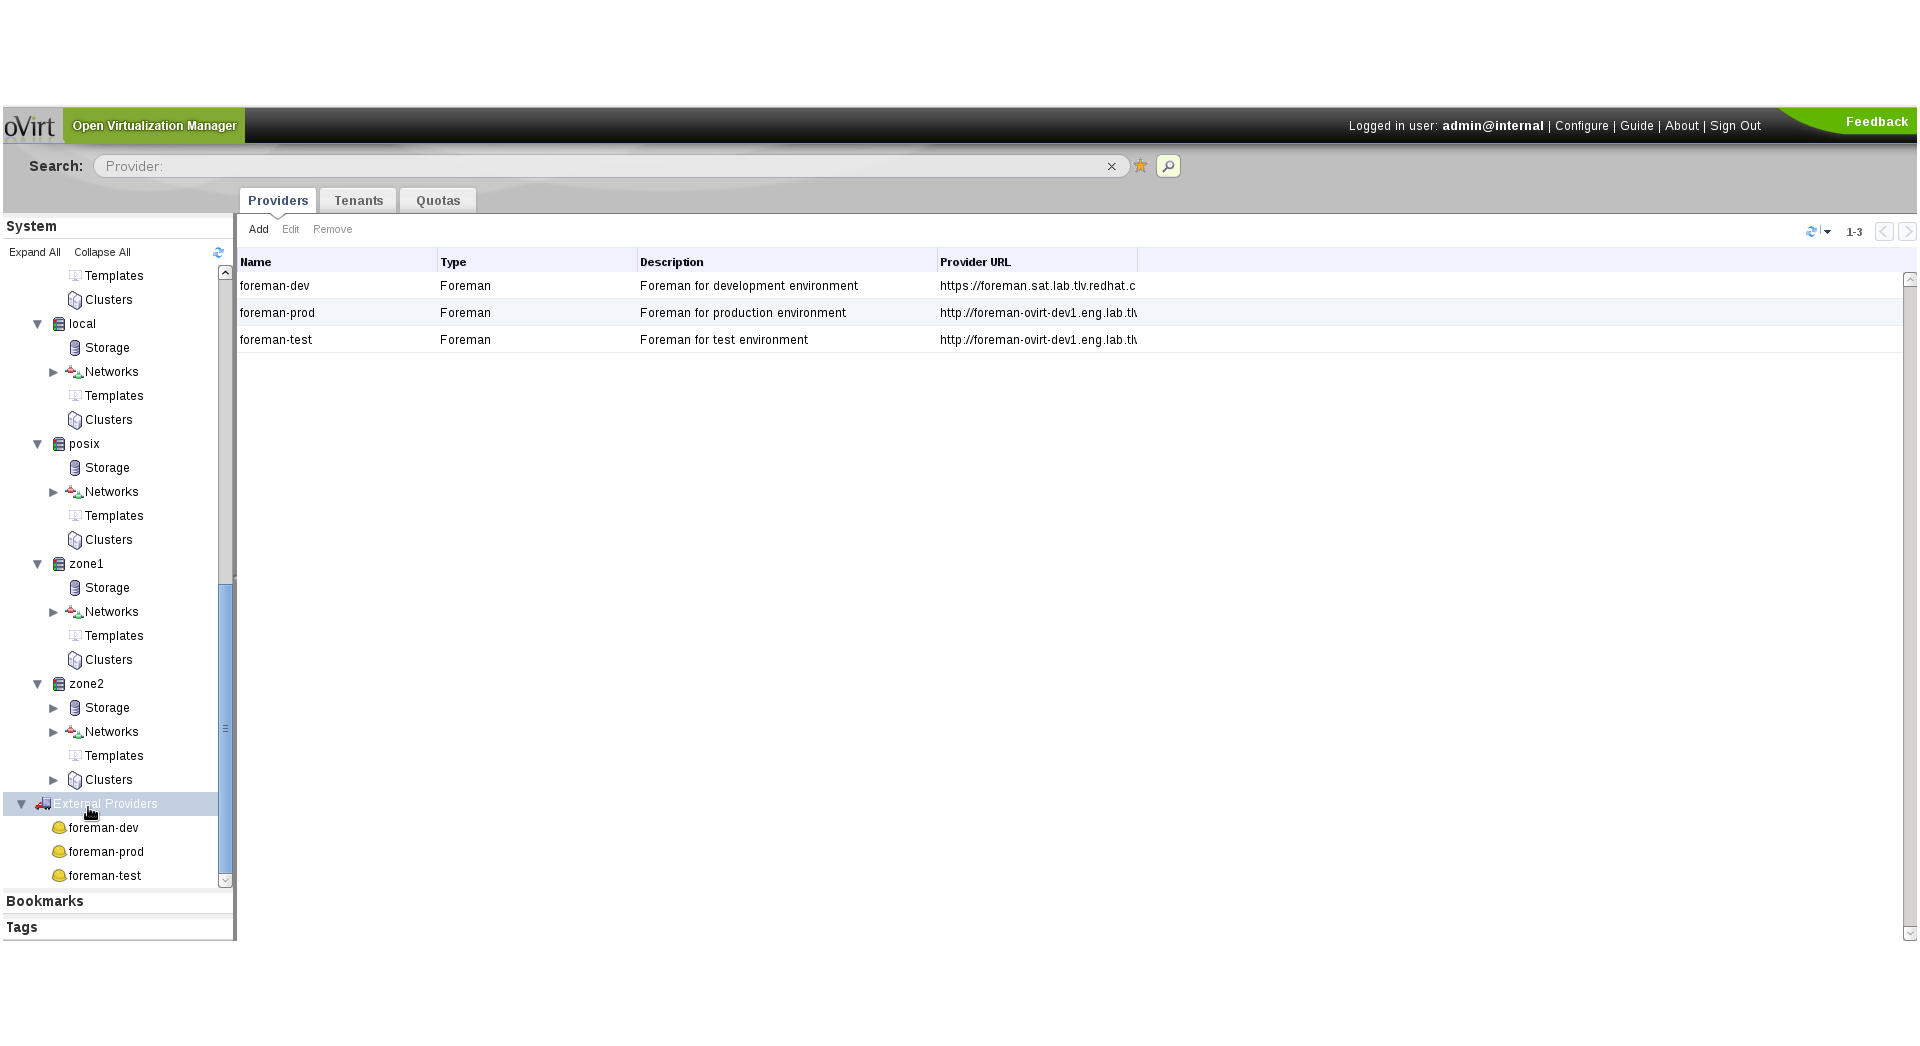 oVirt Open Virtualization Manager Logged in user: admin@internal | Configure | Guide | About | Sign Out Feedback
Search: Provider:
Providers Tenants Quotas
System
Expand All Collapse All
Templates
Clusters
local
Storage
Networks
Templates
Clusters
posix
Storage
Networks
Templates
Clusters
zone1
Storage
Networks
Templates
Clusters
zone2
Storage
Networks
Templates
Clusters
External Providers
foreman-dev
foreman-prod
foreman-test
Bookmarks
Tags
Add Edit Remove 1-3
Name Type Description Provider URL
foreman-dev Foreman Foreman for development environment https://foreman.sat.lab.tlv.redhat.c
foreman-prod Foreman Foreman for production environment http://foreman-ovirt-dev1.eng.lab.tlv
foreman-test Foreman Foreman for test environment http://foreman-ovirt-dev1.eng.lab.tlv